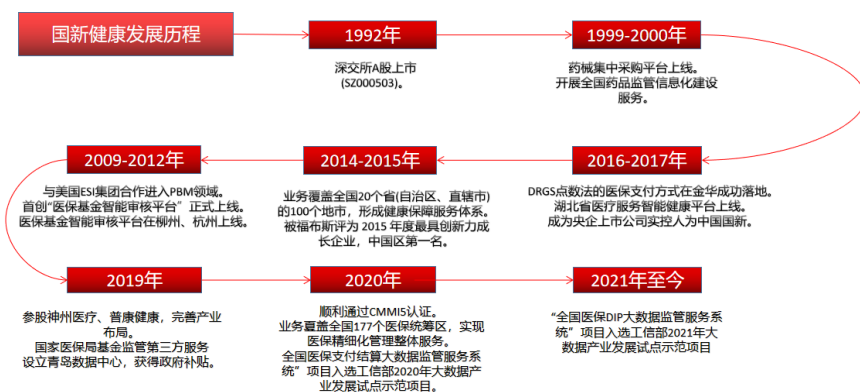 国新健康发展历程
1992年
深交所A股上市
(SZ000503)。
1999-2000年
药械集中采购平台上线。
开展全国药品监管信息化建设
服务。
2009-2012年
与美国ESI集团合作进入PBM领域。
首创“医保基金智能审核平台”正式上线。
医保基金智能审核平台在柳州、杭州上线。
2014-2015年
业务覆盖全国20个省(自治区、直辖市)
的100个地市，形成健康保障服务体系。
被福布斯评为 2015 年度最具创新力成
长企业，中国区第一名。
2016-2017年
DRGS点数法的医保支付方式在金华成功落地。
湖北省医疗服务智能健康平台上线。
成为央企上市公司实控人为中国国新。
2019年
参股神州医疗、普康健康，完善产业
布局。
国家医保局基金监管第三方服务
设立青岛数据中心，获得政府补贴。
2020年
顺利通过CMMI5认证。
业务覆盖全国177个医保统筹区，实现
医保精细化管理整体服务。
全国医保支付结算大数据监管服务系
统”项目入选工信部2020年大数据产
业发展试点示范项目。
2021年至今
“全国医保DIP大数据监管服务系
统”项目入选工信部2021年大
数据产业发展试点示范项目